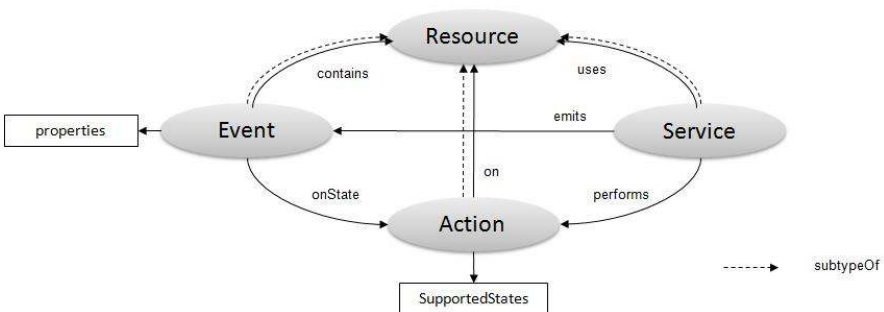 Resource
contains
uses
properties
Event
emits
Service
on
onState
performs
Action
subtypeOf
SupportedStates